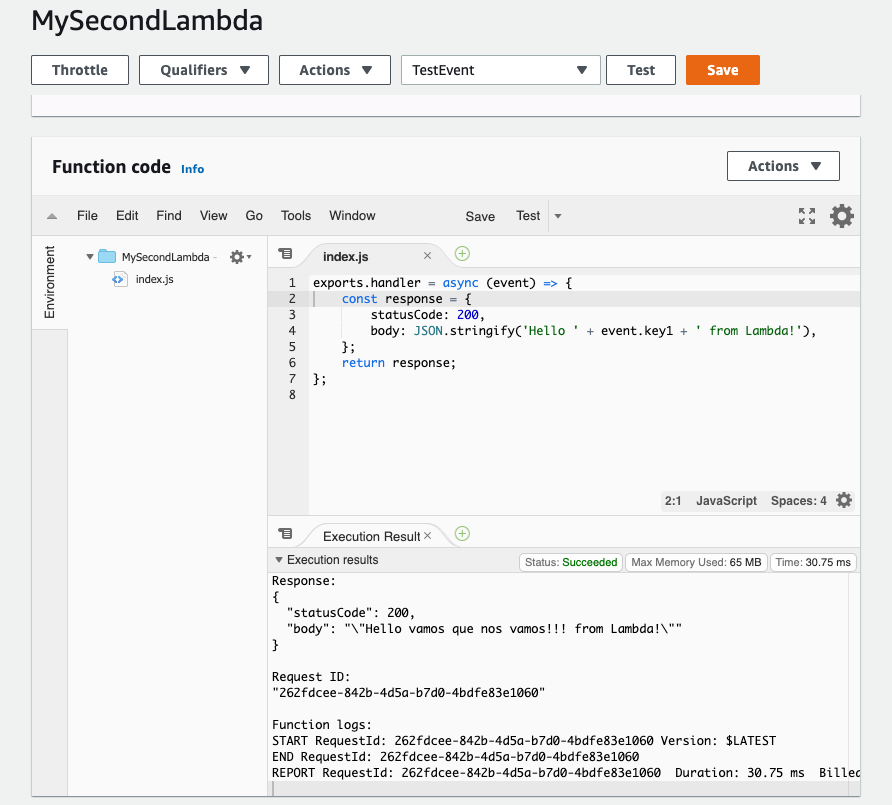 MySecondLambda
Throttle Qualifiers Actions TestEvent Test Save
Function code Info Actions
File Edit Find View Go Tools Window Save Test
Environment
MySecondLambda -
index.js
index.js
1 exports.handler = async (event) => {
2 const response = {
3 statusCode: 200,
4 body: JSON.stringify('Hello ' + event.key1 + ' from Lambda!'),
5 };
6 return response;
7 };
8
2:1 JavaScript Spaces: 4
Execution Result
Execution results Status: Succeeded Max Memory Used: 65 MB Time: 30.75 ms
Response:
{
"statusCode": 200,
"body": "\"Hello vamos que nos vamos!!! from Lambda!\""
}
Request ID:
"262fdcee-842b-4d5a-b7d0-4bdfe83e1060"
Function logs:
START RequestId: 262fdcee-842b-4d5a-b7d0-4bdfe83e1060 Version: $LATEST
END RequestId: 262fdcee-842b-4d5a-b7d0-4bdfe83e1060
REPORT RequestId: 262fdcee-842b-4d5a-b7d0-4bdfe83e1060 Duration: 30.75 ms Billed